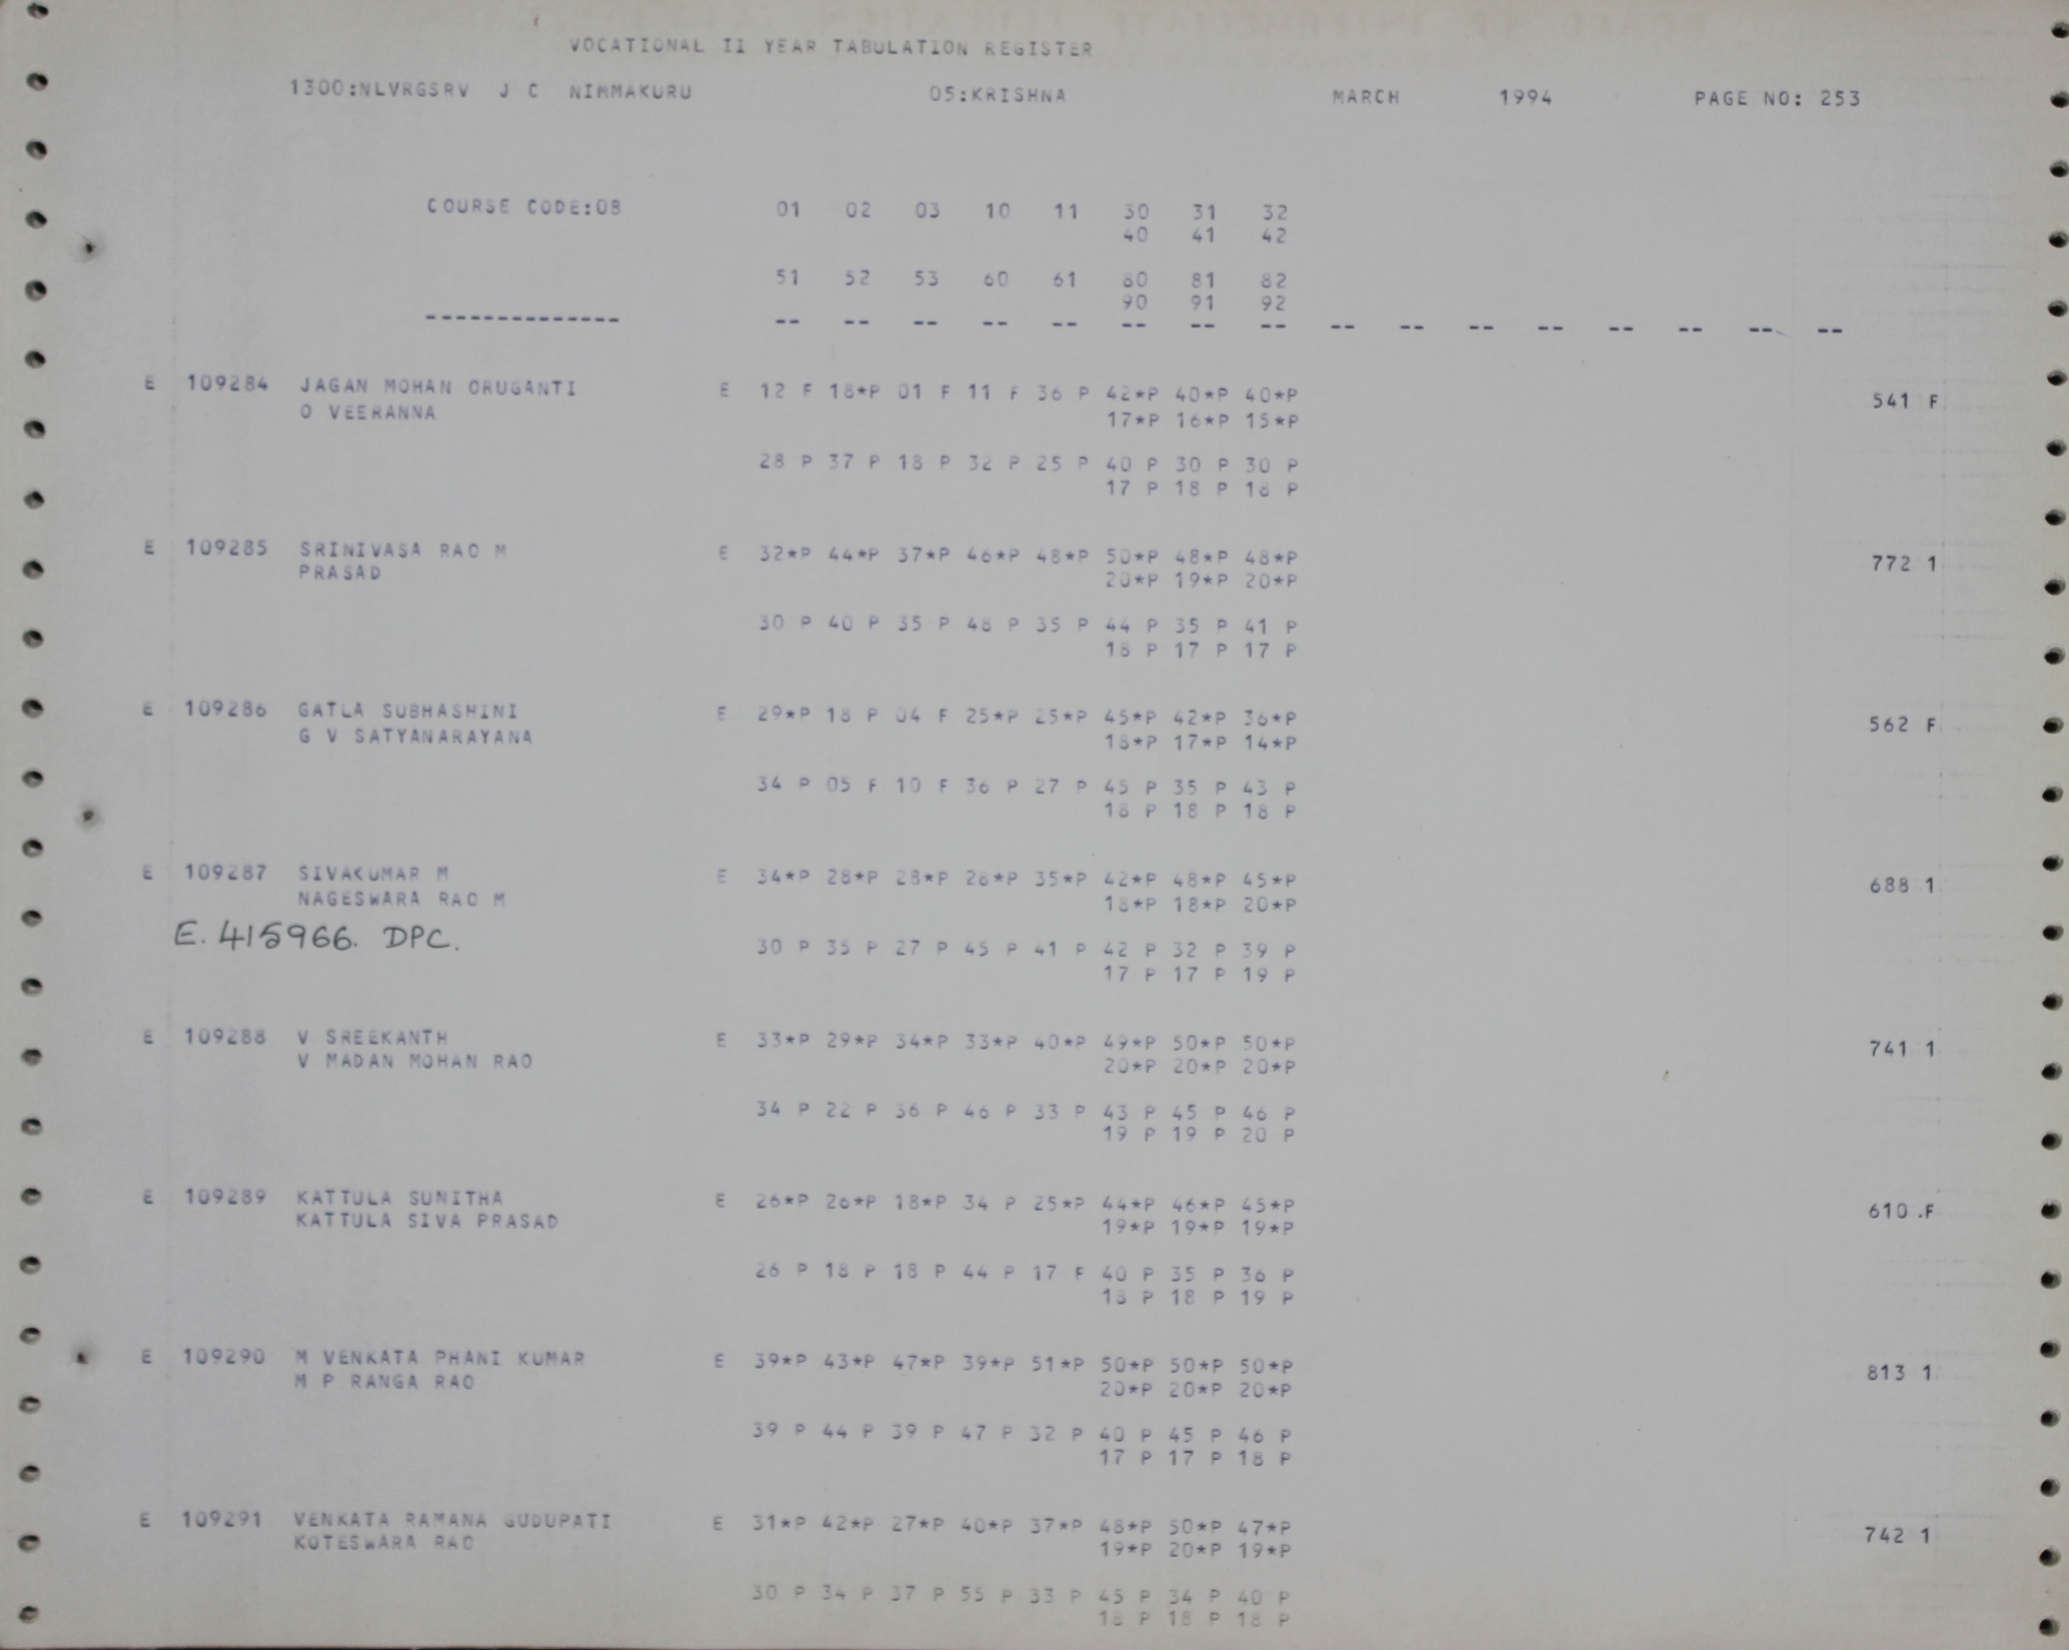 VOCATIONAL II YEAR TABULATION REGISTER
1300:NLVRGSRV J C NIMMAKURU 05:KRISHNA MARCH 1994 PAGE NO: 253
COURSE CODE:08 01 02 03 10 11 30 31 32
40 41 42
51 52 53 60 61 80 81 82
90 91 92
-------------- -- -- -- -- -- -- -- -- -- -- -- -- -- -- -- --
E 109284 JAGAN MOHAN ORUGANTI E 12 F 18*P 01 F 11 F 36 P 42*P 40*P 40*P 541 F
O VEERANNA 17*P 16*P 15*P
28 P 37 P 18 P 32 P 25 P 40 P 30 P 30 P
17 P 18 P 18 P
E 109285 SRINIVASA RAO M E 32*P 44*P 37*P 46*P 48*P 50*P 48*P 48*P 772 1
PRASAD 20*P 19*P 20*P
30 P 40 P 35 P 48 P 35 P 44 P 35 P 41 P
18 P 17 P 17 P
E 109286 GATLA SUBHASHINI E 29*P 18 P 04 F 25*P 25*P 45*P 42*P 36*P 562 F
G V SATYANARAYANA 18*P 17*P 14*P
34 P 05 F 10 F 36 P 27 P 45 P 35 P 43 P
18 P 18 P 18 P
E 109287 SIVAKUMAR M E 34*P 28*P 28*P 26*P 35*P 42*P 48*P 45*P 688 1
NAGESWARA RAO M 18*P 18*P 20*P
E. 415966. DPC.
30 P 35 P 27 P 45 P 41 P 42 P 32 P 39 P
17 P 17 P 19 P
E 109288 V SREEKANTH E 33*P 29*P 34*P 33*P 40*P 49*P 50*P 50*P 741 1
V MADAN MOHAN RAO 20*P 20*P 20*P
34 P 22 P 36 P 46 P 33 P 43 P 45 P 46 P
19 P 19 P 20 P
E 109289 KATTULA SUNITHA E 26*P 26*P 18*P 34 P 25*P 44*P 46*P 45*P 610 .F
KATTULA SIVA PRASAD 19*P 19*P 19*P
26 P 18 P 18 P 44 P 17 F 40 P 35 P 36 P
18 P 18 P 19 P
E 109290 M VENKATA PHANI KUMAR E 39*P 43*P 47*P 39*P 51*P 50*P 50*P 50*P 813 1
M P RANGA RAO 20*P 20*P 20*P
39 P 44 P 39 P 47 P 32 P 40 P 45 P 46 P
17 P 17 P 18 P
E 109291 VENKATA RAMANA GUDUPATI E 31*P 42*P 27*P 40*P 37*P 48*P 50*P 47*P 742 1
KOTESWARA RAO 19*P 20*P 19*P
30 P 34 P 37 P 55 P 33 P 45 P 34 P 40 P
18 P 18 P 18 P